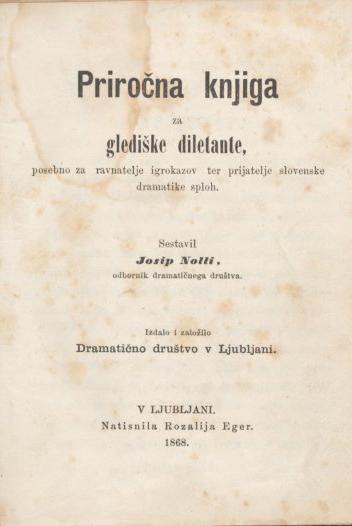 Priročna knjiga
za
glediške diletante,
posebno za ravnatelje igrokazov ter prijatelje slovenske
dramatike sploh.
Sestavil
Josip Nolli,
odbornik dramatičnega društva.
Izdalo i založilo
Dramatično društvo v Ljubljani.
V LJUBLJANI.
Natisnila Rozalija Eger.
1868.